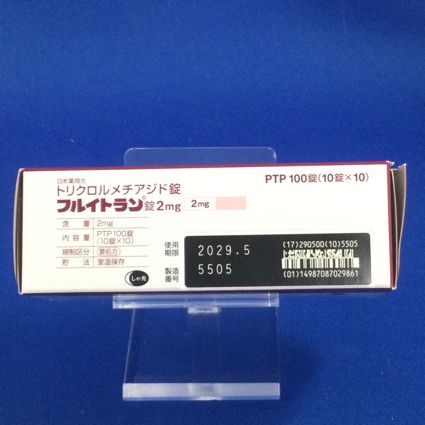 日本薬局方
トリクロルメチアジド錠
フルイトラン®錠2mg
2mg
PTP 100錠(10錠×10)
含量 2mg
内容量 PTP100錠
(10錠×10)
規制区分 (要処方)
貯法 室温保存
しゃ光
使用
期限 2029.5
製造
番号 5505
(17)290500(10)5505
(01)14987087029861